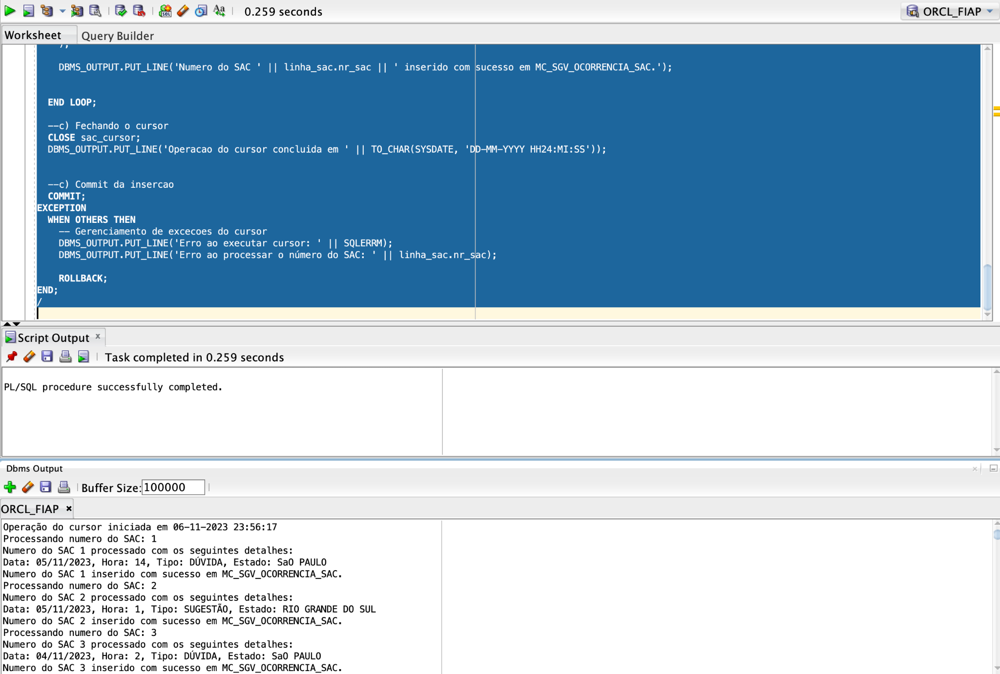 0.259 seconds
ORCL_FIAP
Worksheet
Query Builder
);
DBMS_OUTPUT.PUT_LINE('Numero do SAC ' || linha_sac.nr_sac || ' inserido com sucesso em MC_SGV_OCORRENCIA_SAC.');
END LOOP;
--c) Fechando o cursor
CLOSE sac_cursor;
DBMS_OUTPUT.PUT_LINE('Operacao do cursor concluida em ' || TO_CHAR(SYSDATE, 'DD-MM-YYYY HH24:MI:SS'));
--c) Commit da insercao
COMMIT;
EXCEPTION
WHEN OTHERS THEN
-- Gerenciamento de excecoes do cursor
DBMS_OUTPUT.PUT_LINE('Erro ao executar cursor: ' || SQLERRM);
DBMS_OUTPUT.PUT_LINE('Erro ao processar o número do SAC: ' || linha_sac.nr_sac);
ROLLBACK;
END;
/
Script Output
Task completed in 0.259 seconds
PL/SQL procedure successfully completed.
Dbms Output
Buffer Size: 100000
ORCL_FIAP
Operação do cursor iniciada em 06-11-2023 23:56:17
Processando numero do SAC: 1
Numero do SAC 1 processado com os seguintes detalhes:
Data: 05/11/2023, Hora: 14, Tipo: DÚVIDA, Estado: SaO PAULO
Numero do SAC 1 inserido com sucesso em MC_SGV_OCORRENCIA_SAC.
Processando numero do SAC: 2
Numero do SAC 2 processado com os seguintes detalhes:
Data: 05/11/2023, Hora: 1, Tipo: SUGESTÃO, Estado: RIO GRANDE DO SUL
Numero do SAC 2 inserido com sucesso em MC_SGV_OCORRENCIA_SAC.
Processando numero do SAC: 3
Numero do SAC 3 processado com os seguintes detalhes:
Data: 04/11/2023, Hora: 2, Tipo: DÚVIDA, Estado: SaO PAULO
Numero do SAC 3 inserido com sucesso em MC_SGV_OCORRENCIA_SAC.